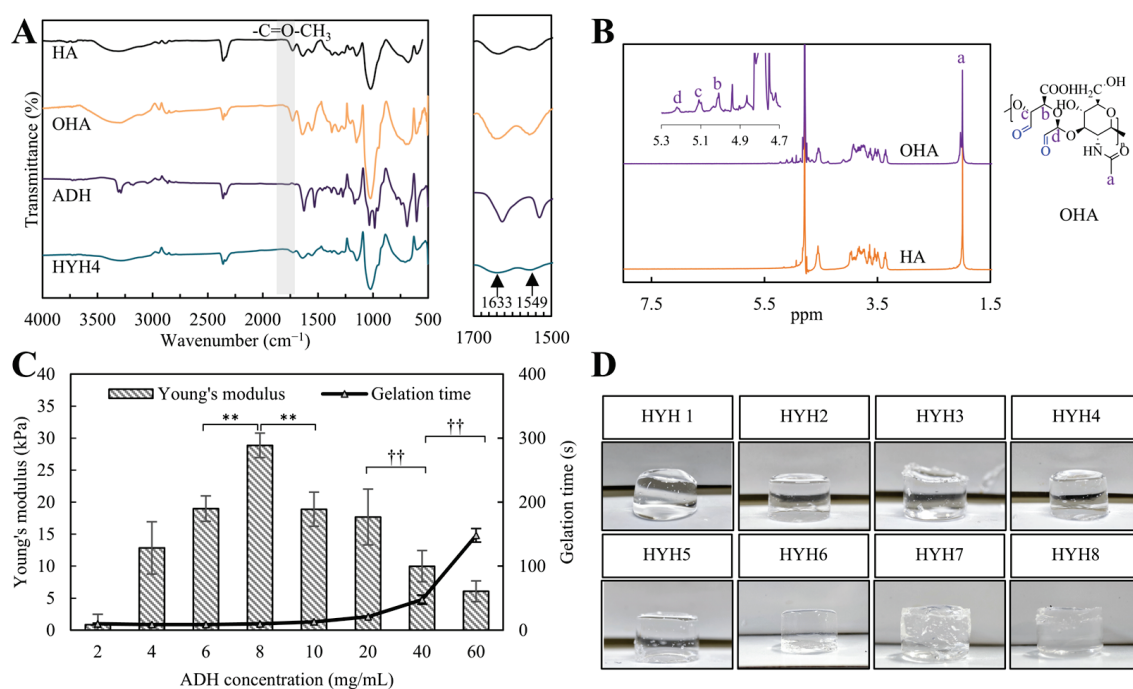 A
-C=O-CH₃
HA
OHA
ADH
HYH4
Transmittance (%)
4000 3500 3000 2500 2000 1500 1000 500
Wavenumber (cm⁻¹)
1633 1549
1700 1500
B
a
d c b
5.3 5.1 4.9 4.7
OHA
HA
7.5 5.5 3.5 1.5
ppm
COOH
H₂C
OH
HO
O
O
O
O
O
O
HN
O
n
c
b
d
a
OHA
C
Young's modulus
Gelation time
** **
††
††
Young's modulus (kPa)
40
35
30
25
20
15
10
5
0
400
300
200
100
0
Gelation time (s)
2 4 6 8 10 20 40 60
ADH concentration (mg/mL)
D
HYH 1 HYH2 HYH3 HYH4
HYH5 HYH6 HYH7 HYH8